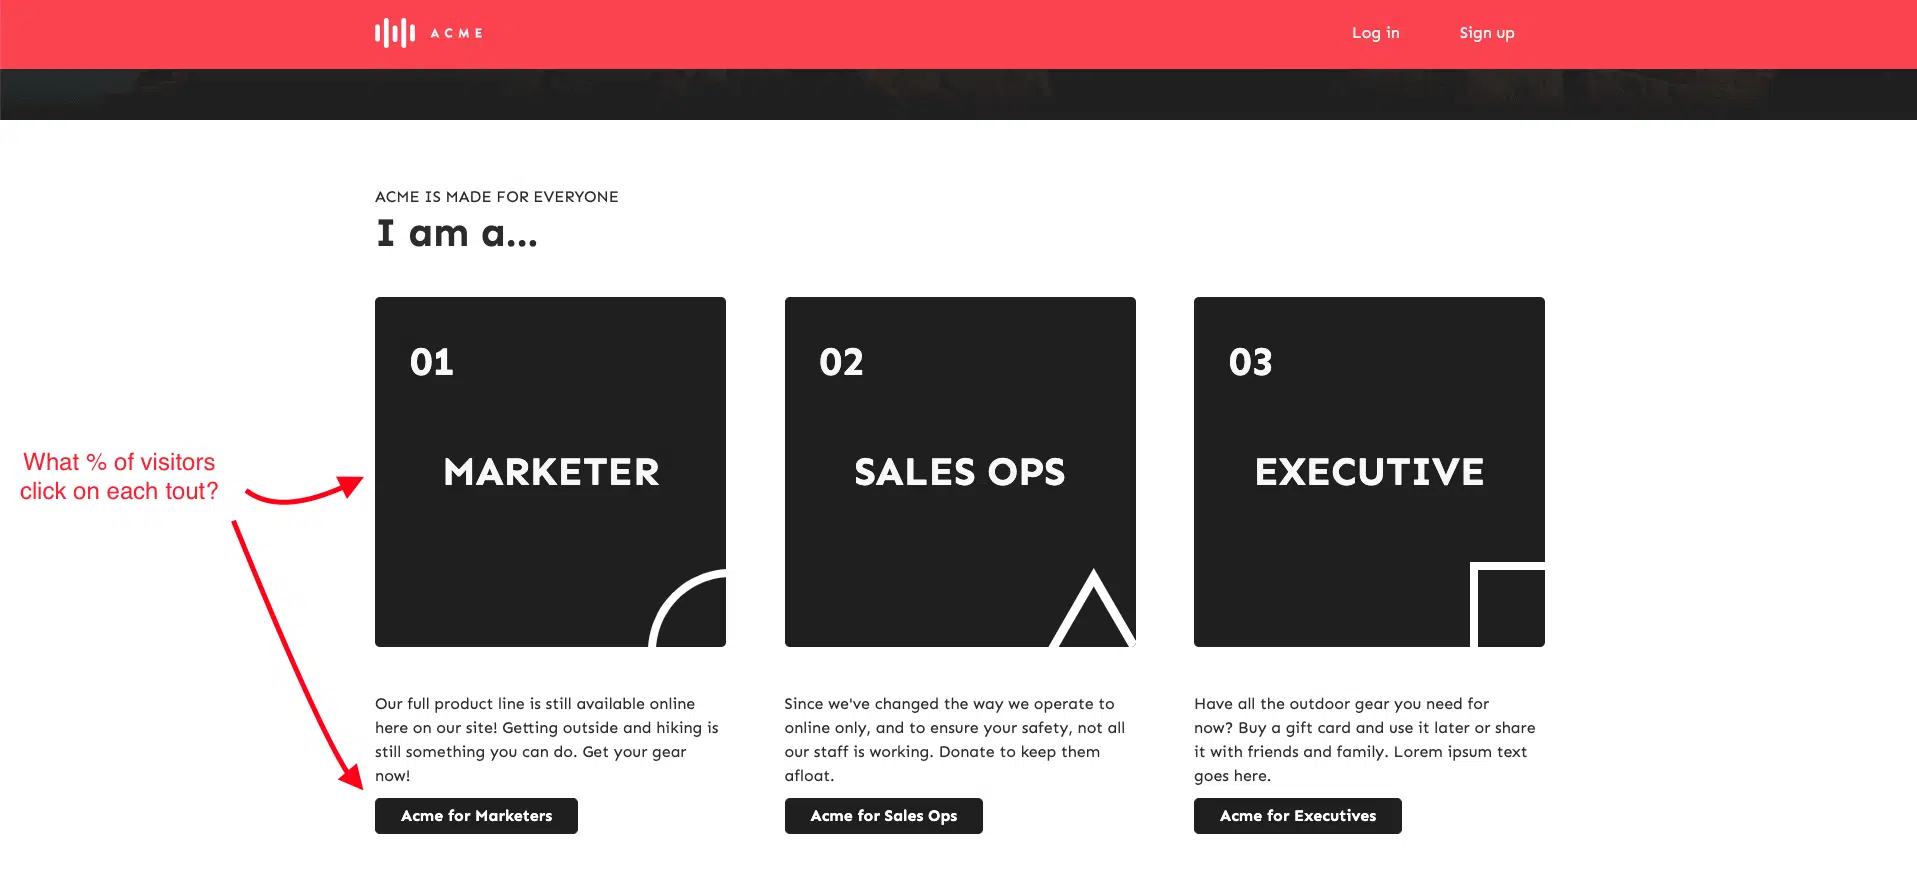 ACME
Log in
Sign up
ACME IS MADE FOR EVERYONE
I am a...
01
MARKETER
02
SALES OPS
03
EXECUTIVE
What % of visitors
click on each tout?
Our full product line is still available online
here on our site! Getting outside and hiking is
still something you can do. Get your gear
now!
Acme for Marketers
Since we've changed the way we operate to
online only, and to ensure your safety, not all
our staff is working. Donate to keep them
afloat.
Acme for Sales Ops
Have all the outdoor gear you need for
now? Buy a gift card and use it later or share
it with friends and family. Lorem ipsum text
goes here.
Acme for Executives